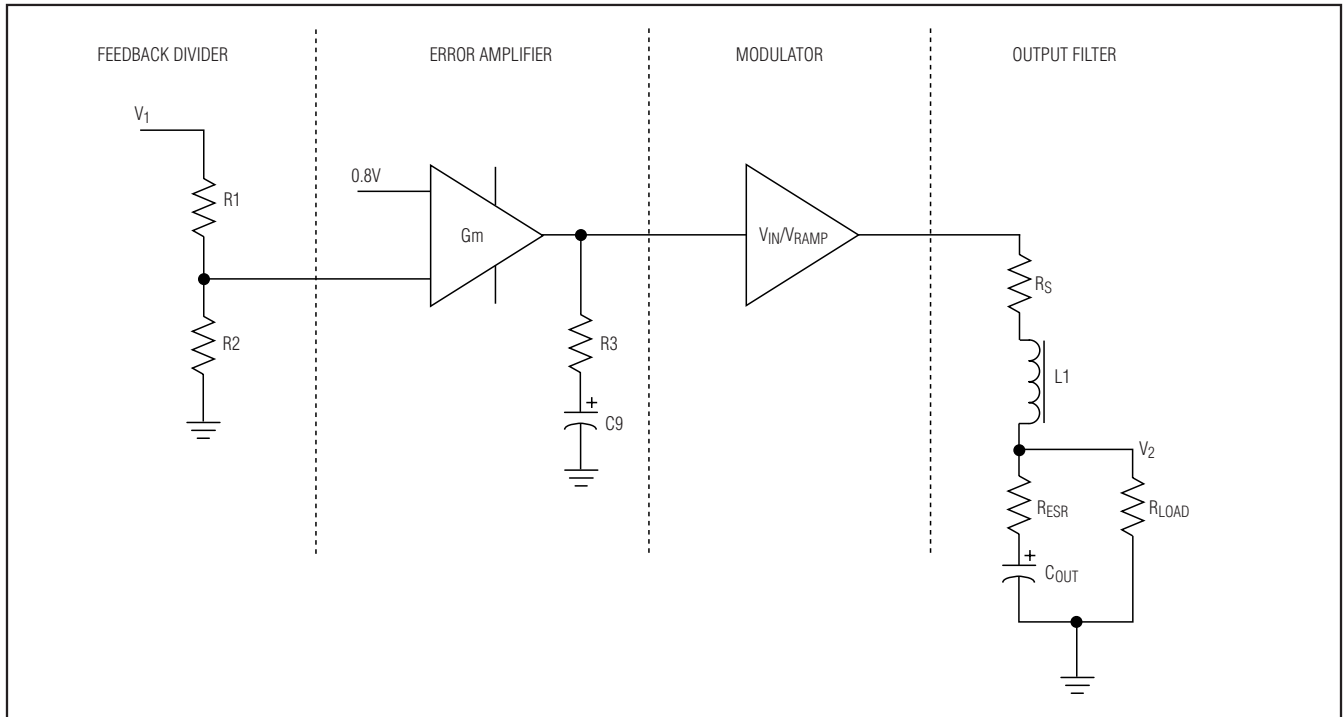 FEEDBACK DIVIDER
ERROR AMPLIFIER
MODULATOR
OUTPUT FILTER
V1
R1
R2
0.8V
Gm
R3
+
C9
VIN/VRAMP
RS
L1
V2
RESR
RLOAD
+
COUT